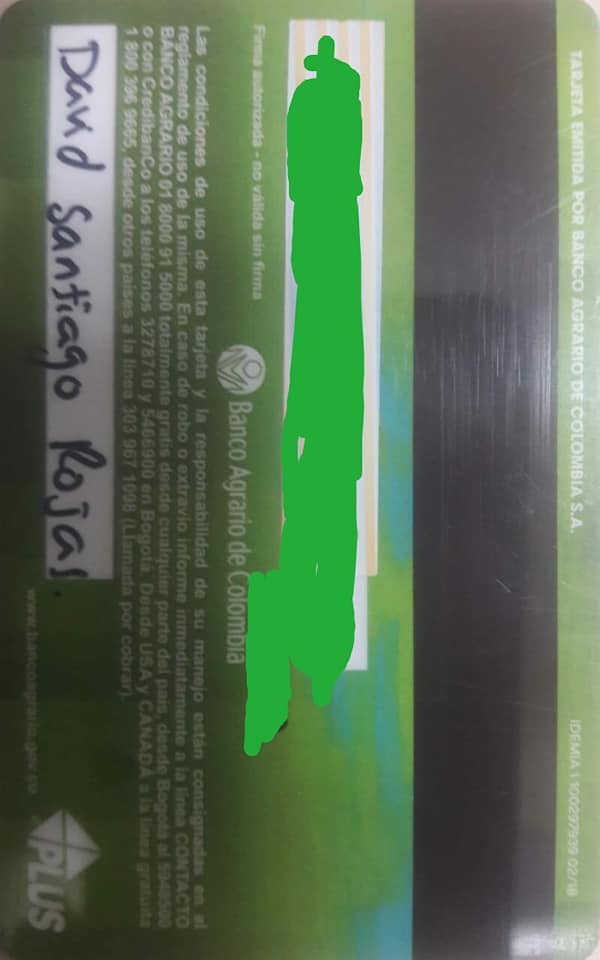 TARJETA EMITIDA POR BANCO AGRARIO DE COLOMBIA S.A.
IDEMIA 1 100297939 02/18
Firma autorizada - no válida sin firma
Banco Agrario de Colombia
Las condiciones de uso de esta tarjeta y la responsabilidad de su manejo están consignadas en el
reglamento de uso de la misma. En caso de robo o extravío informe inmediatamente a la línea CONTACTO
BANCO AGRARIO 01 8000 91 5000 totalmente gratis desde cualquier parte del país, desde Bogotá al 5948500
o con CredibanCo a los teléfonos 3278710 y 5466900 en Bogotá. Desde USA y CANADÁ a la línea gratuita
1 800 396 9665, desde otros países a la línea 303 967 1098 (Llamada por cobrar).
David Santiago Rojas.
www.bancoagrario.gov.co
PLUS